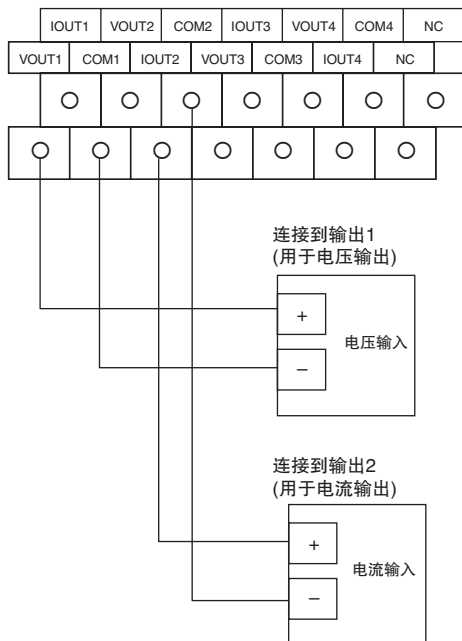 IOUT1 VOUT2 COM2 IOUT3 VOUT4 COM4 NC
VOUT1 COM1 IOUT2 VOUT3 COM3 IOUT4 NC
连接到输出1
(用于电压输出)
+
电压输入
−
连接到输出2
(用于电流输出)
+
电流输入
−